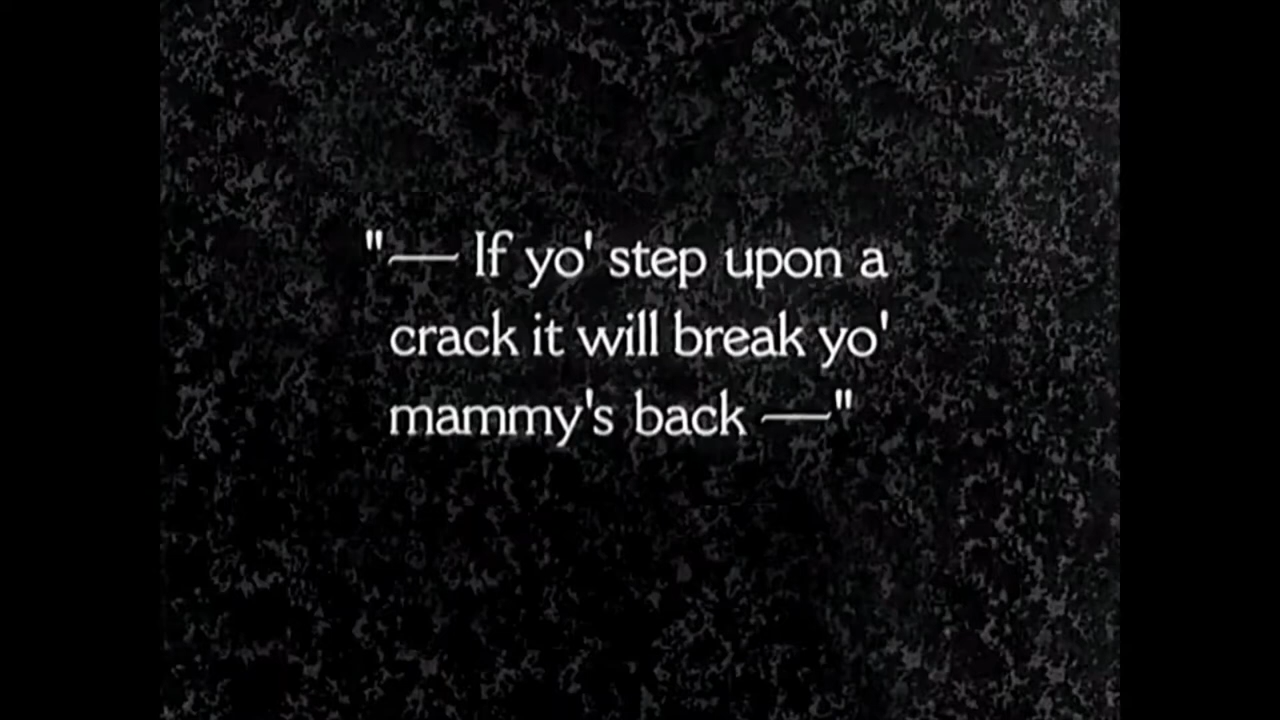 "— If yo' step upon a
crack it will break yo'
mammy's back —"